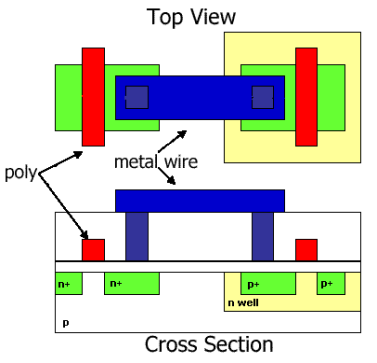 Top View
metal wire
poly
n+ n+ p+ p+
n well
p
Cross Section